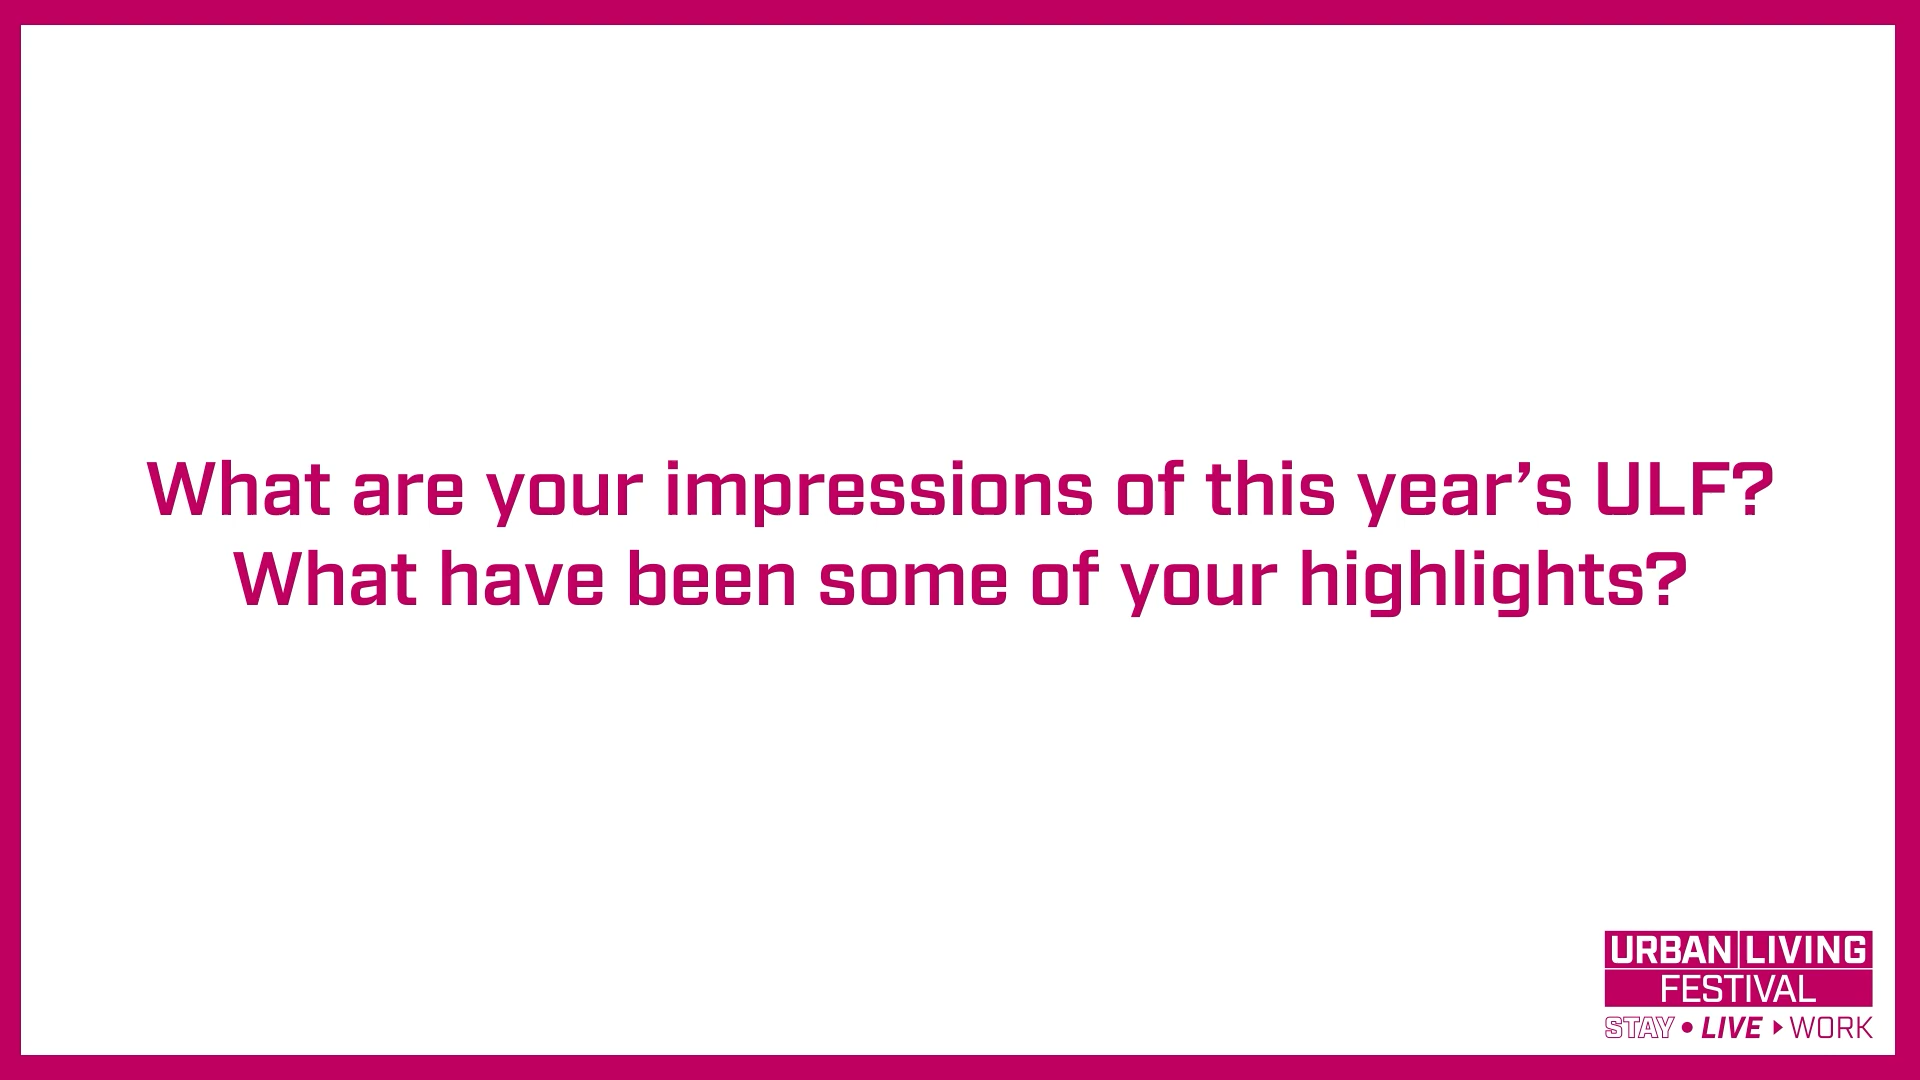 What are your impressions of this year’s ULF?
What have been some of your highlights?
URBAN LIVING
FESTIVAL
STAY • LIVE ▸ WORK